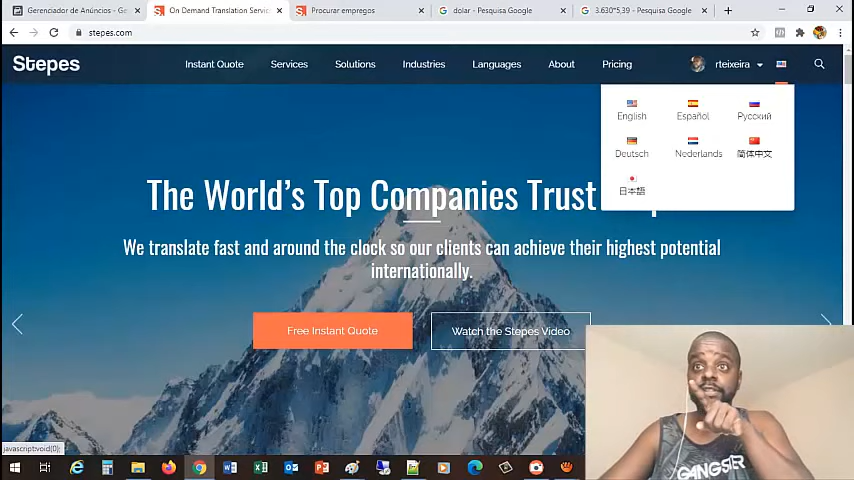 Gerenciador de Anúncios - Gerenc
On Demand Translation Servic
Procurar empregos
dolar - Pesquisa Google
3.630*5,39 - Pesquisa Google
stepes.com
Stepes
Instant Quote
Services
Solutions
Industries
Languages
About
Pricing
rteixeira
English
Español
Русский
Deutsch
Nederlands
简体中文
日本語
The World's Top Companies Trust
We translate fast and around the clock so our clients can achieve their highest potential
internationally.
Free Instant Quote
Watch the Stepes Video
javascript:void(0);
GANGSTER